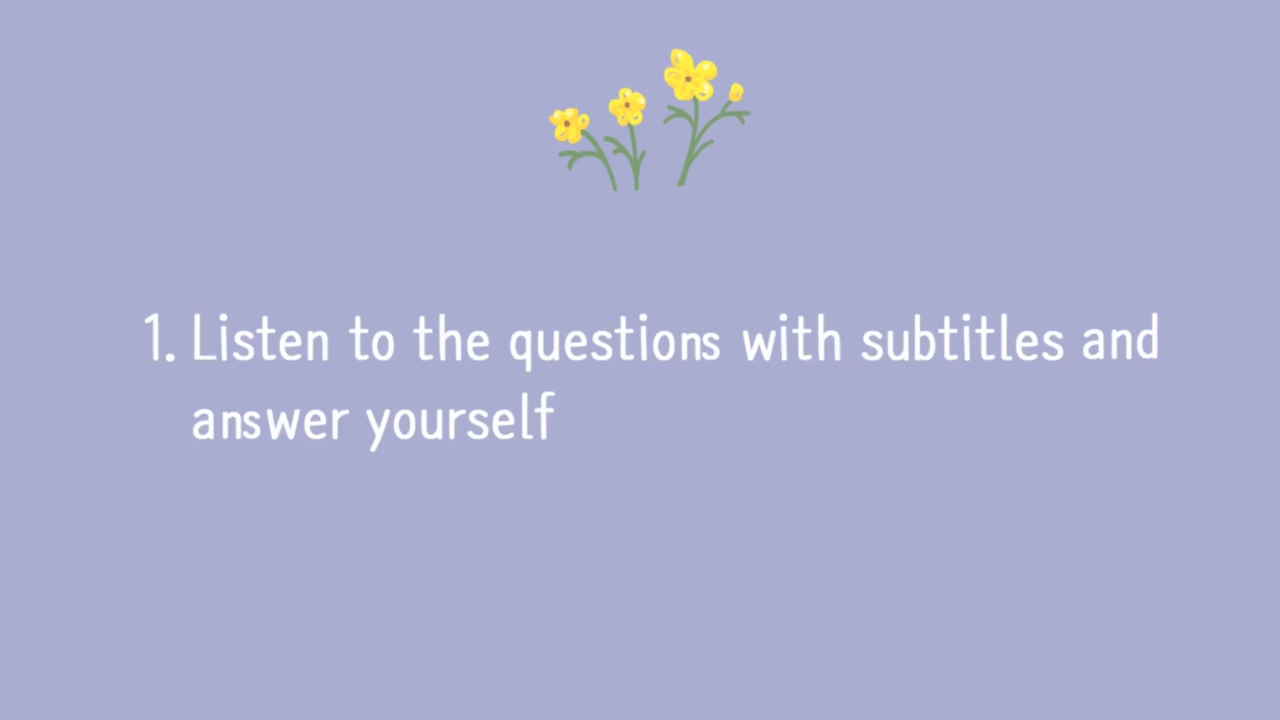 1. Listen to the questions with subtitles and
answer yourself